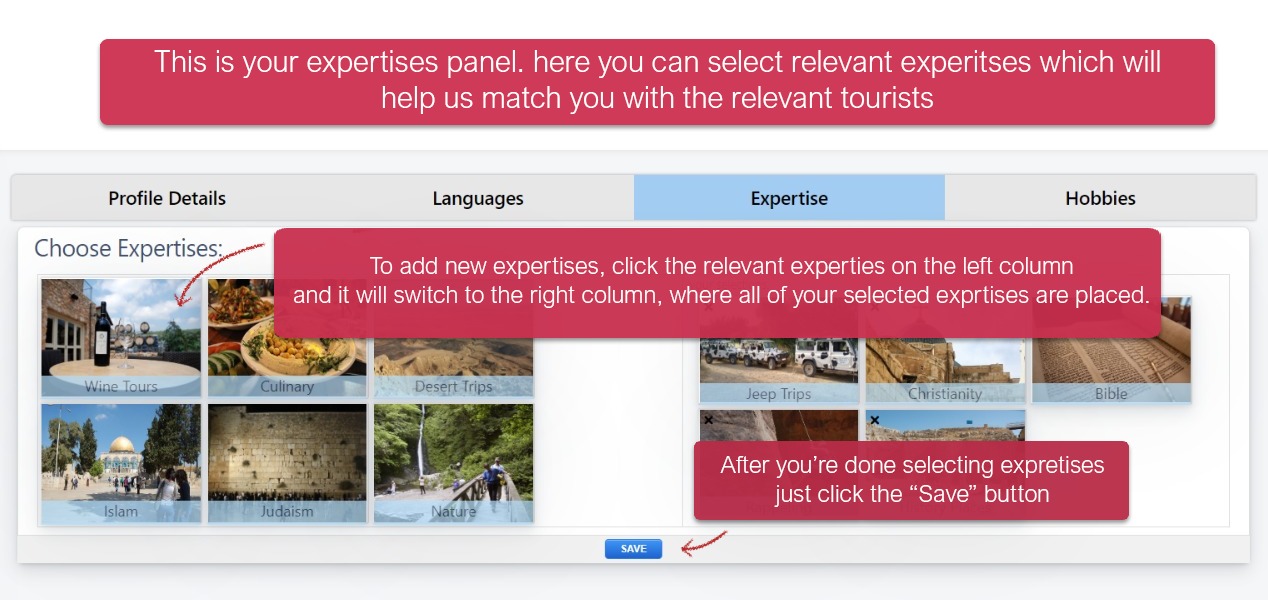 This is your expertises panel. here you can select relevant experitses which will
help us match you with the relevant tourists
Profile Details
Languages
Expertise
Hobbies
Choose Expertises:
To add new expertises, click the relevant experties on the left column
and it will switch to the right column, where all of your selected exprtises are placed.
Wine Tours
Culinary
Desert Trips
Jeep Trips
Christianity
Bible
Islam
Judaism
Nature
After you’re done selecting expretises
just click the “Save” button
SAVE